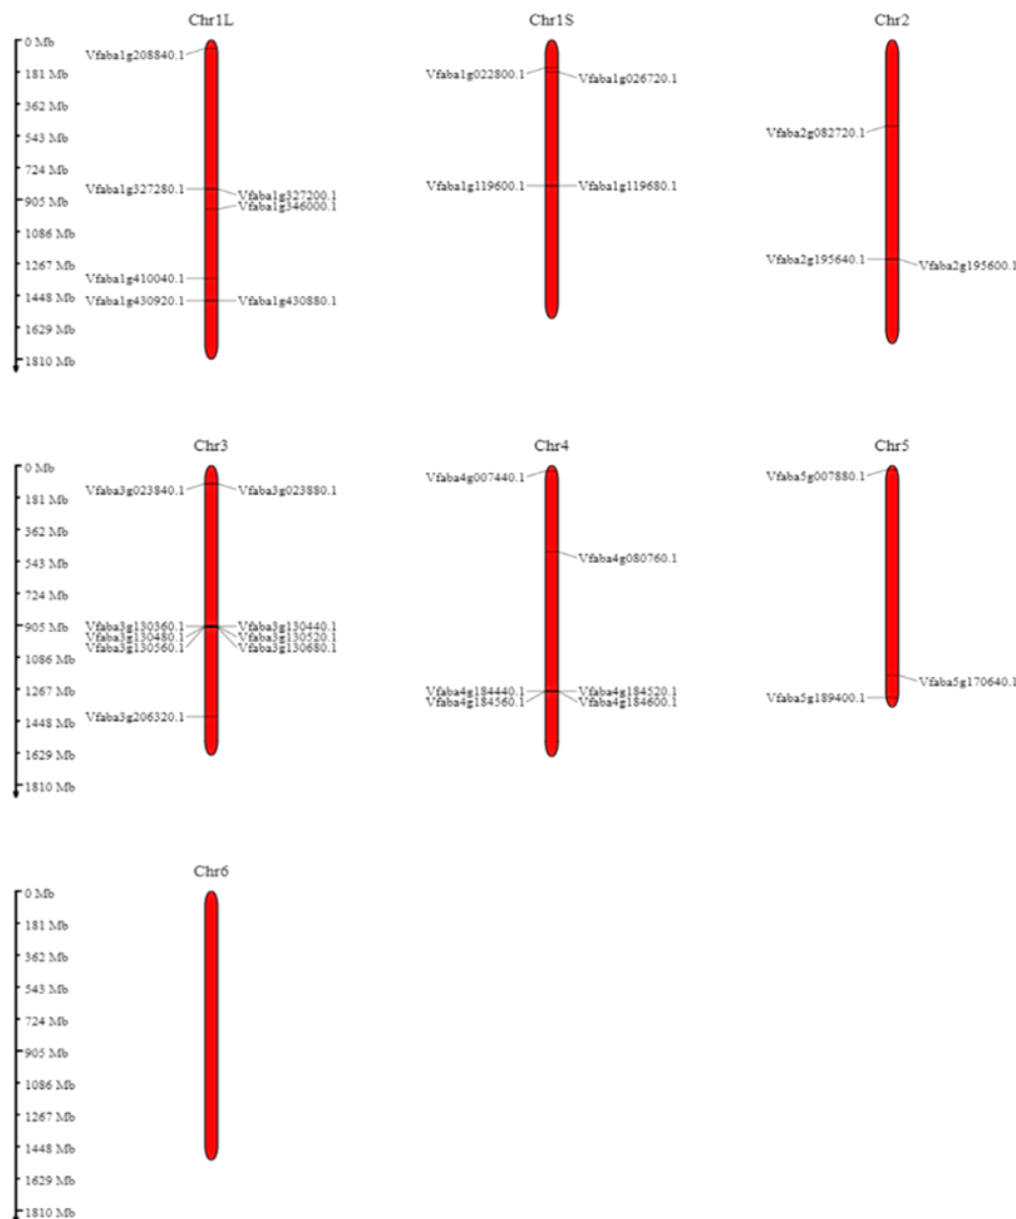 Chr1L
Chr1S
Chr2
0 Mb
181 Mb
362 Mb
543 Mb
724 Mb
905 Mb
1086 Mb
1267 Mb
1448 Mb
1629 Mb
1810 Mb
Vfaba1g208840.1
Vfaba1g327280.1
Vfaba1g327200.1
Vfaba1g346000.1
Vfaba1g410040.1
Vfaba1g430920.1
Vfaba1g430880.1
Vfaba1g022800.1
Vfaba1g026720.1
Vfaba1g119600.1
Vfaba1g119680.1
Vfaba2g082720.1
Vfaba2g195640.1
Vfaba2g195600.1
Chr3
Chr4
Chr5
0 Mb
181 Mb
362 Mb
543 Mb
724 Mb
905 Mb
1086 Mb
1267 Mb
1448 Mb
1629 Mb
1810 Mb
Vfaba3g023840.1
Vfaba3g023880.1
Vfaba3g130360.1
Vfaba3g130440.1
Vfaba3g130480.1
Vfaba3g130520.1
Vfaba3g130560.1
Vfaba3g130680.1
Vfaba3g206320.1
Vfaba4g007440.1
Vfaba4g080760.1
Vfaba4g184440.1
Vfaba4g184520.1
Vfaba4g184560.1
Vfaba4g184600.1
Vfaba5g007880.1
Vfaba5g170640.1
Vfaba5g189400.1
Chr6
0 Mb
181 Mb
362 Mb
543 Mb
724 Mb
905 Mb
1086 Mb
1267 Mb
1448 Mb
1629 Mb
1810 Mb